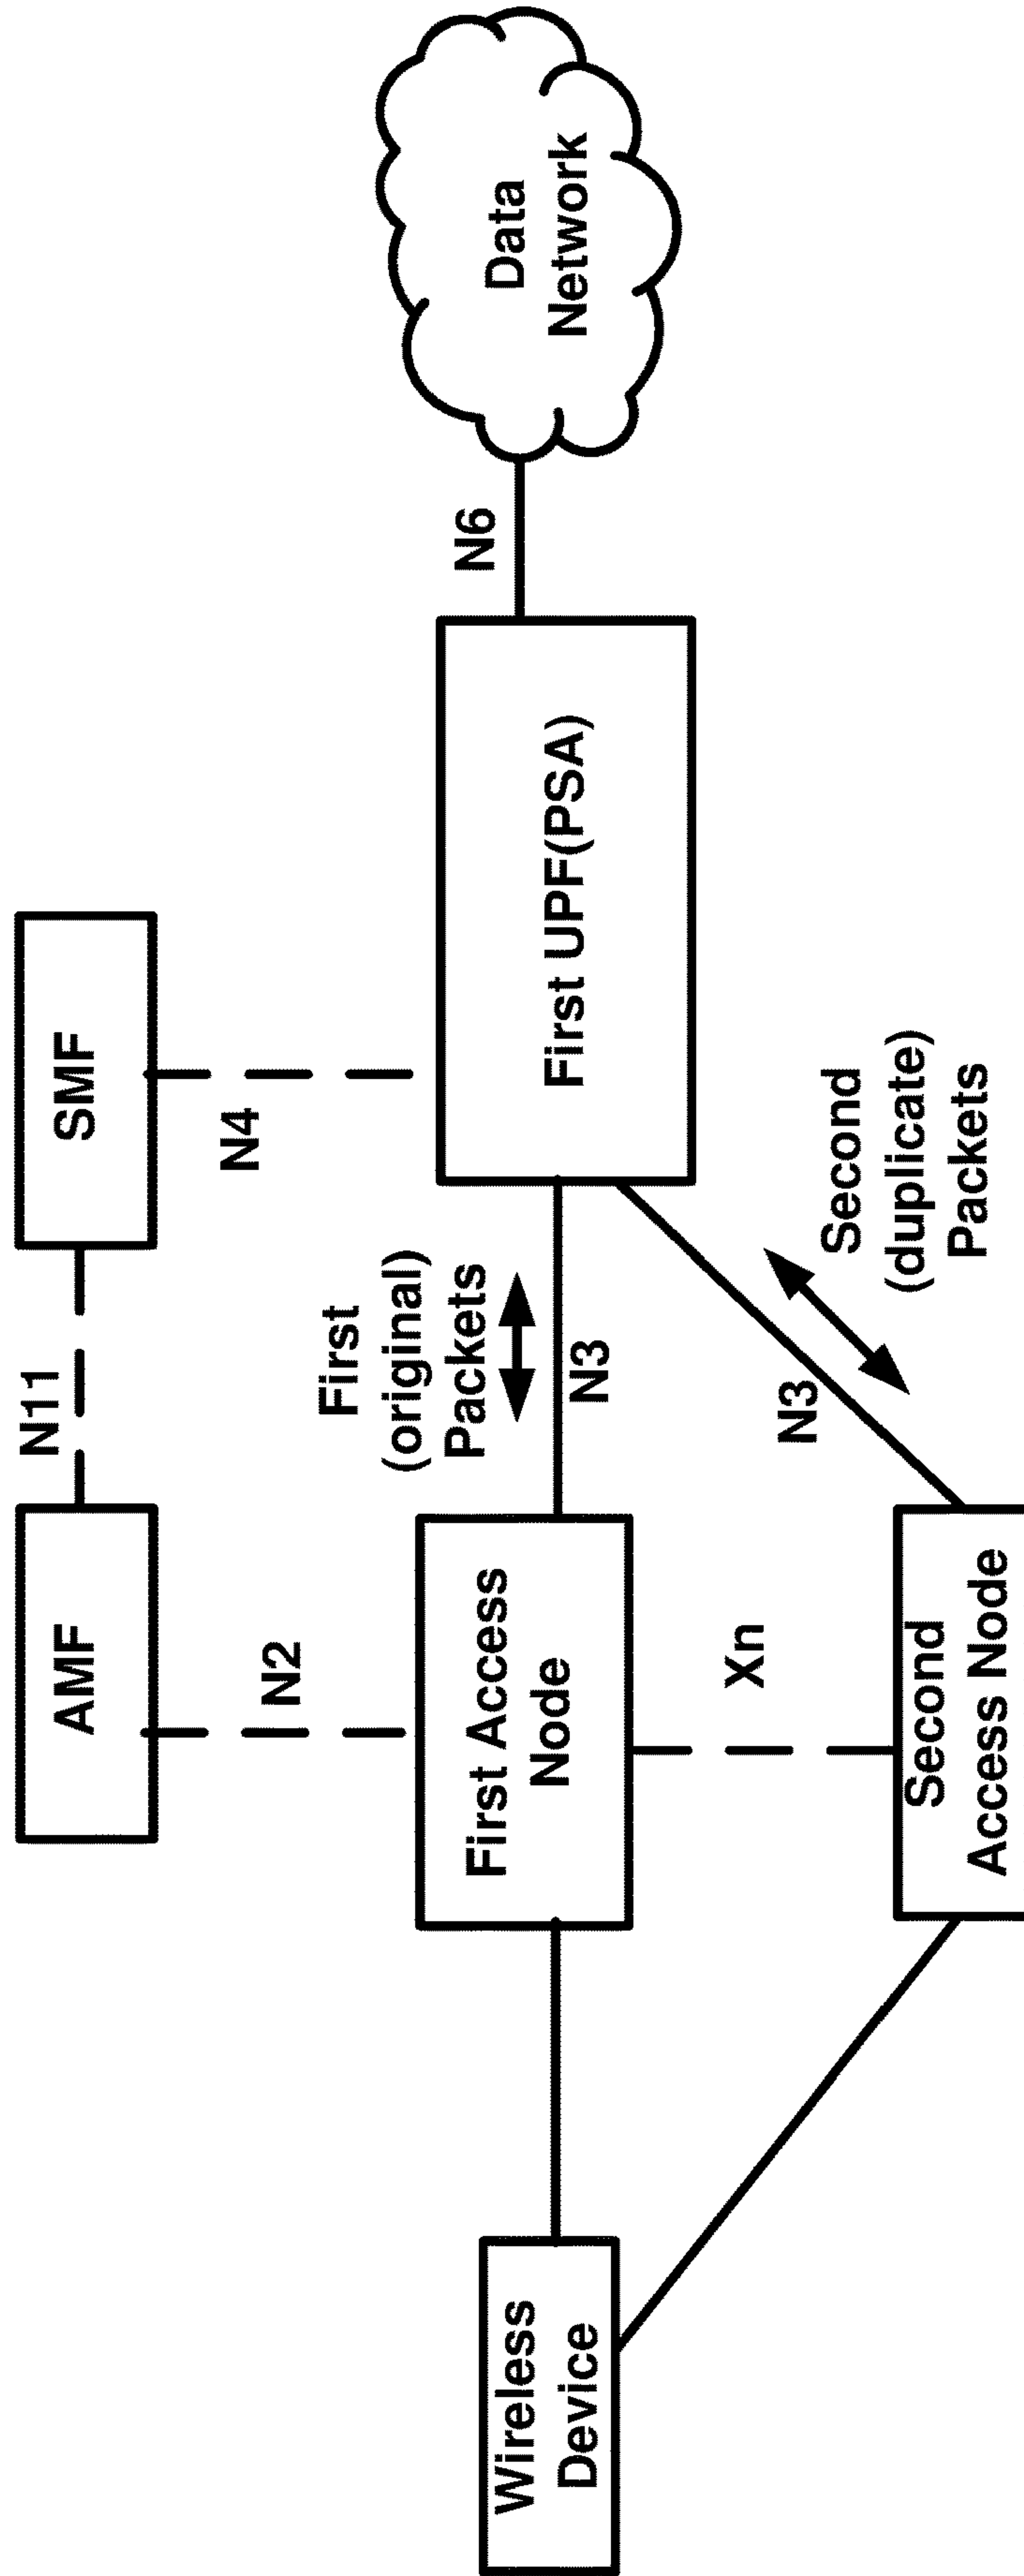 AMF
N11
SMF
N2
N4
First
(original)
Packets
N6
Data
Network
Wireless
Device
First Access
Node
N3
First UPF(PSA)
Xn
N3
Second
(duplicate)
Packets
Second
Access Node